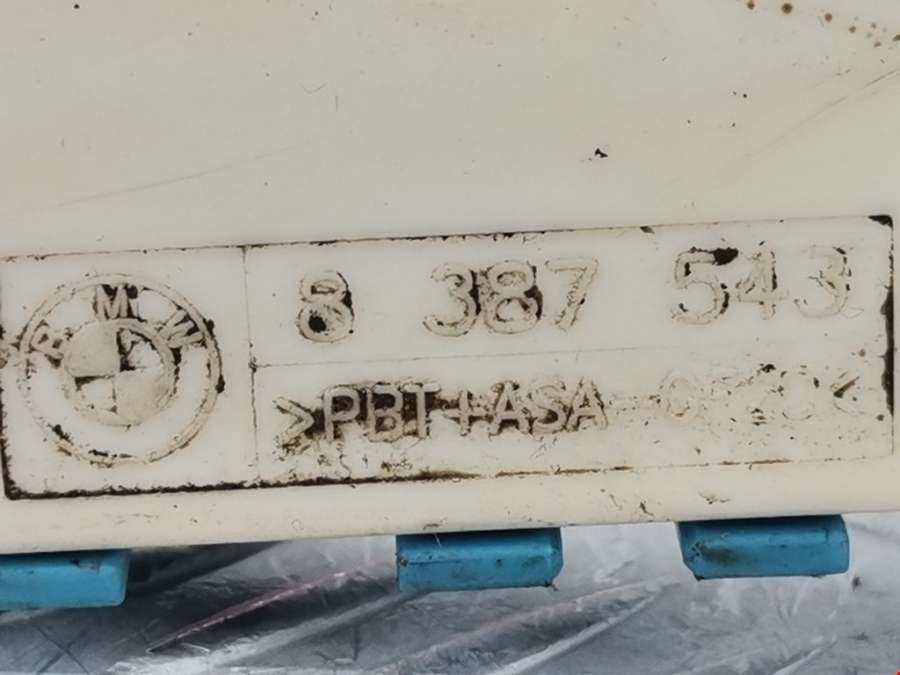 BMW
8 387 543
>PBT+ASA